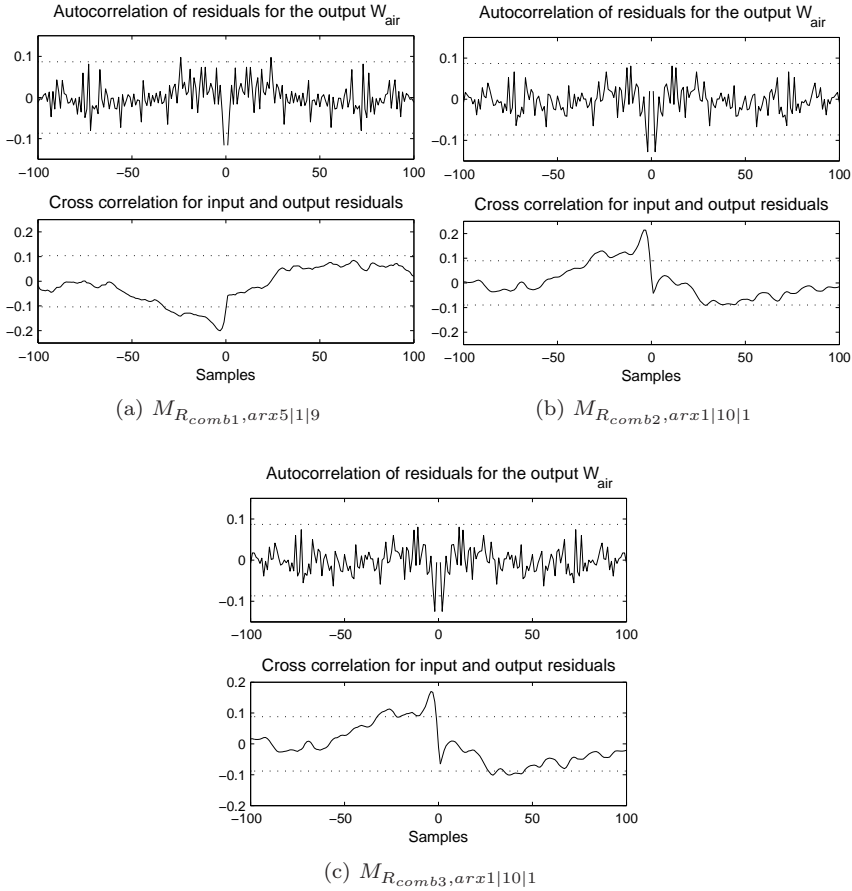 Autocorrelation of residuals for the output W_air
0.1
0
−0.1
−100 −50 0 50 100
Cross correlation for input and output residuals
0.2
0.1
0
−0.1
−0.2
−100 −50 0 50 100
Samples
(a) M_{R_{comb1},arx5|1|9}
Autocorrelation of residuals for the output W_air
0.1
0
−0.1
−100 −50 0 50 100
Cross correlation for input and output residuals
0.2
0.1
0
−0.1
−0.2
−100 −50 0 50 100
Samples
(b) M_{R_{comb2},arx1|10|1}
Autocorrelation of residuals for the output W_air
0.1
0
−0.1
−100 −50 0 50 100
Cross correlation for input and output residuals
0.2
0.1
0
−0.1
−0.2
−100 −50 0 50 100
Samples
(c) M_{R_{comb3},arx1|10|1}